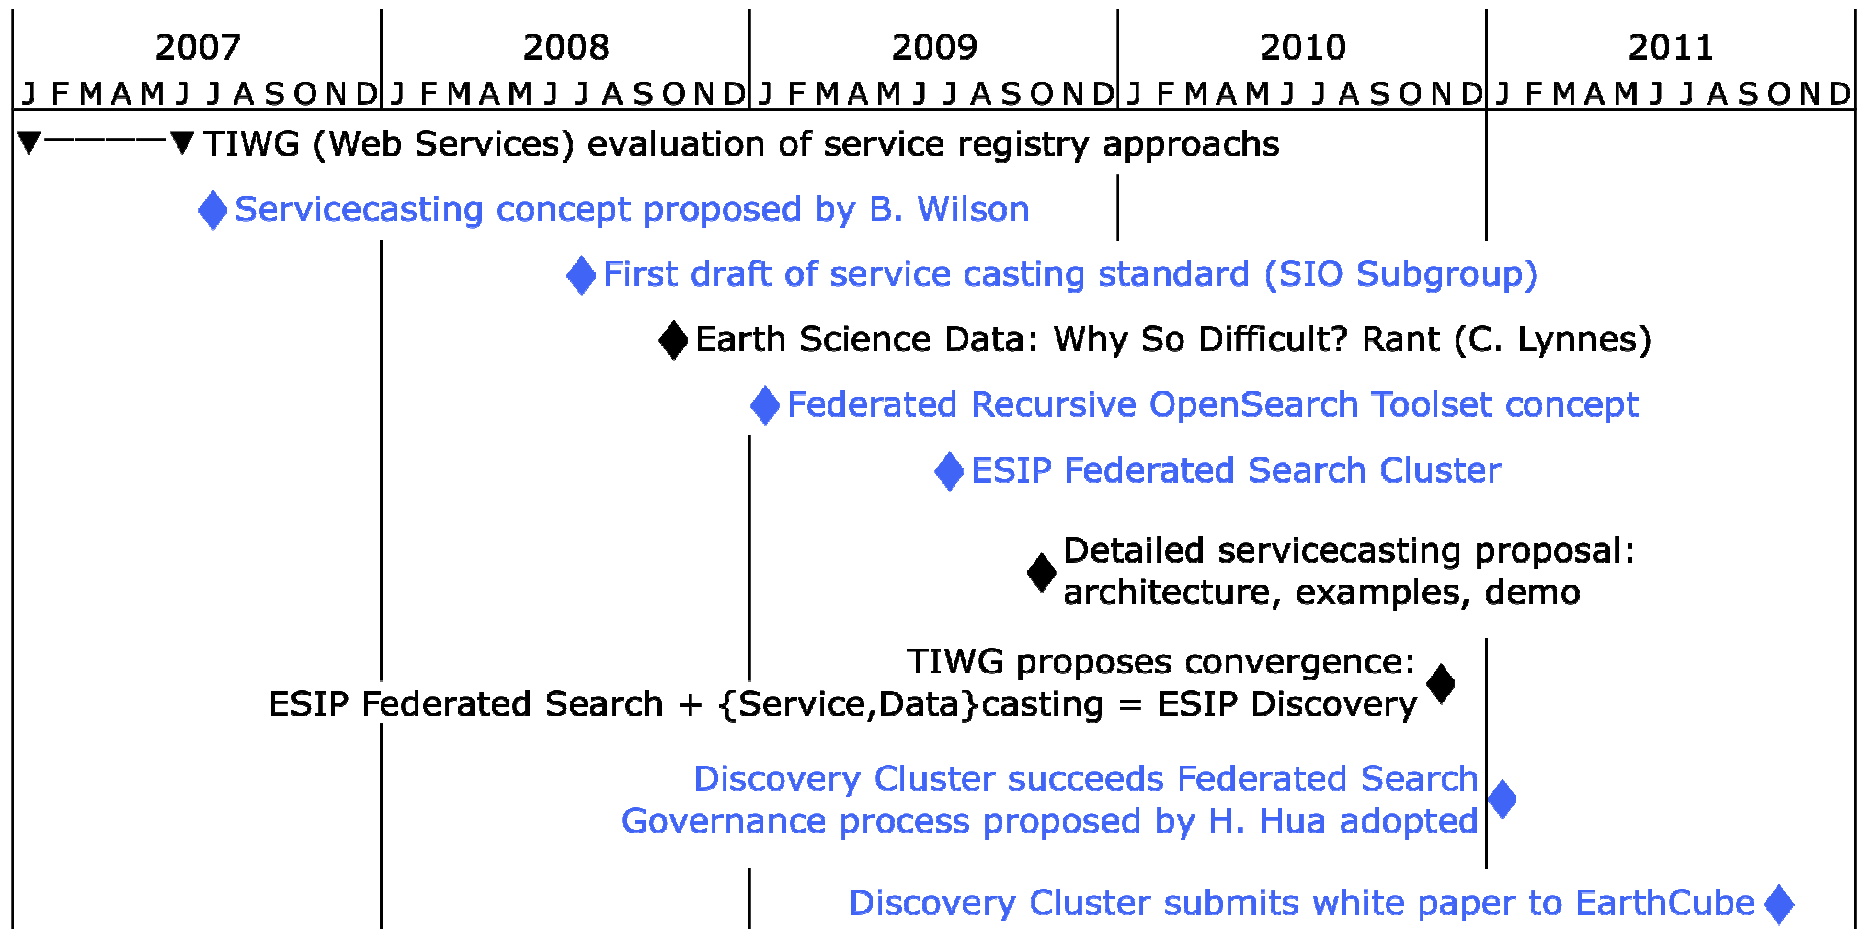 2007 2008 2009 2010 2011
J F M A M J J A S O N D J F M A M J J A S O N D J F M A M J J A S O N D J F M A M J J A S O N D J F M A M J J A S O N D
TIWG (Web Services) evaluation of service registry approachs
Servicecasting concept proposed by B. Wilson
First draft of service casting standard (SIO Subgroup)
Earth Science Data: Why So Difficult? Rant (C. Lynnes)
Federated Recursive OpenSearch Toolset concept
ESIP Federated Search Cluster
Detailed servicecasting proposal:
architecture, examples, demo
TIWG proposes convergence:
ESIP Federated Search + {Service,Data}casting = ESIP Discovery
Discovery Cluster succeeds Federated Search
Governance process proposed by H. Hua adopted
Discovery Cluster submits white paper to EarthCube